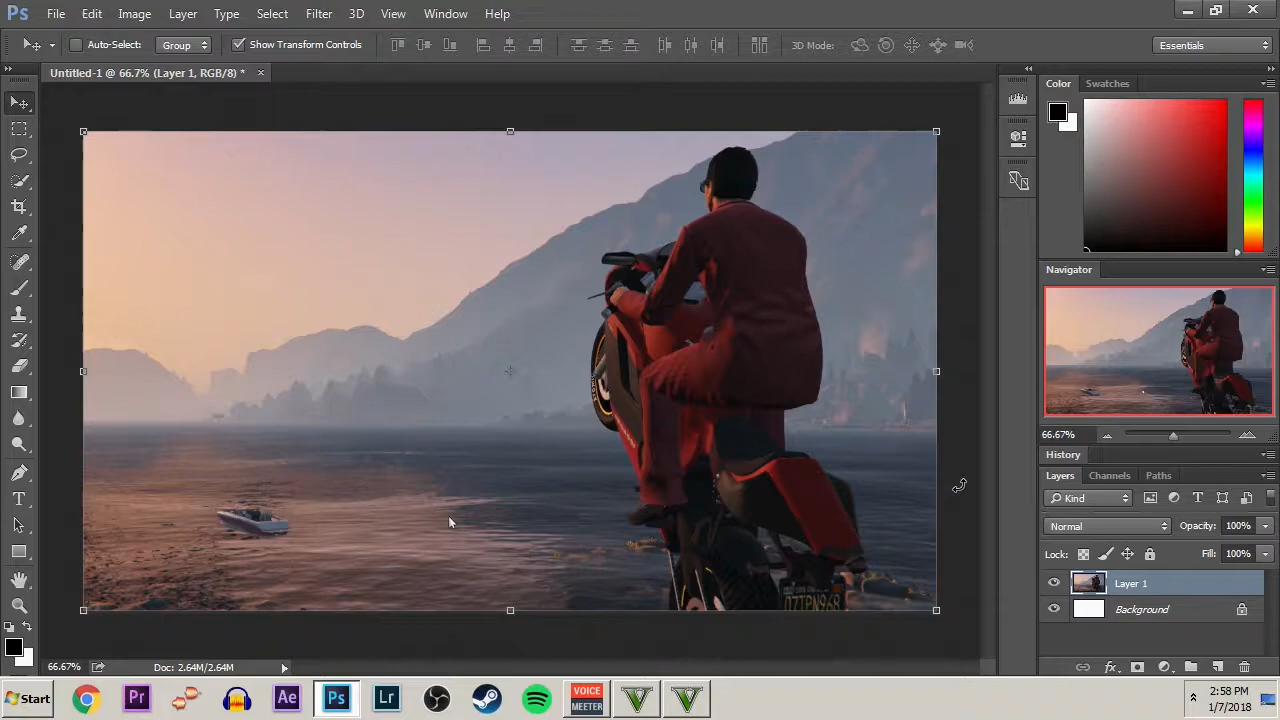 Ps File Edit Image Layer Type Select Filter 3D View Window Help
Auto-Select: Group Show Transform Controls 3D Mode: Essentials
Untitled-1 @ 66.7% (Layer 1, RGB/8) * ×
Color Swatches
Navigator
66.67%
History
Layers Channels Paths
Kind
Normal Opacity: 100%
Lock: Fill: 100%
Layer 1
Background
07TPN968
66.67% Doc: 2.64M/2.64M
Start Pr Ae Ps Lr VOICE MEETER V V
2:58 PM
1/7/2018